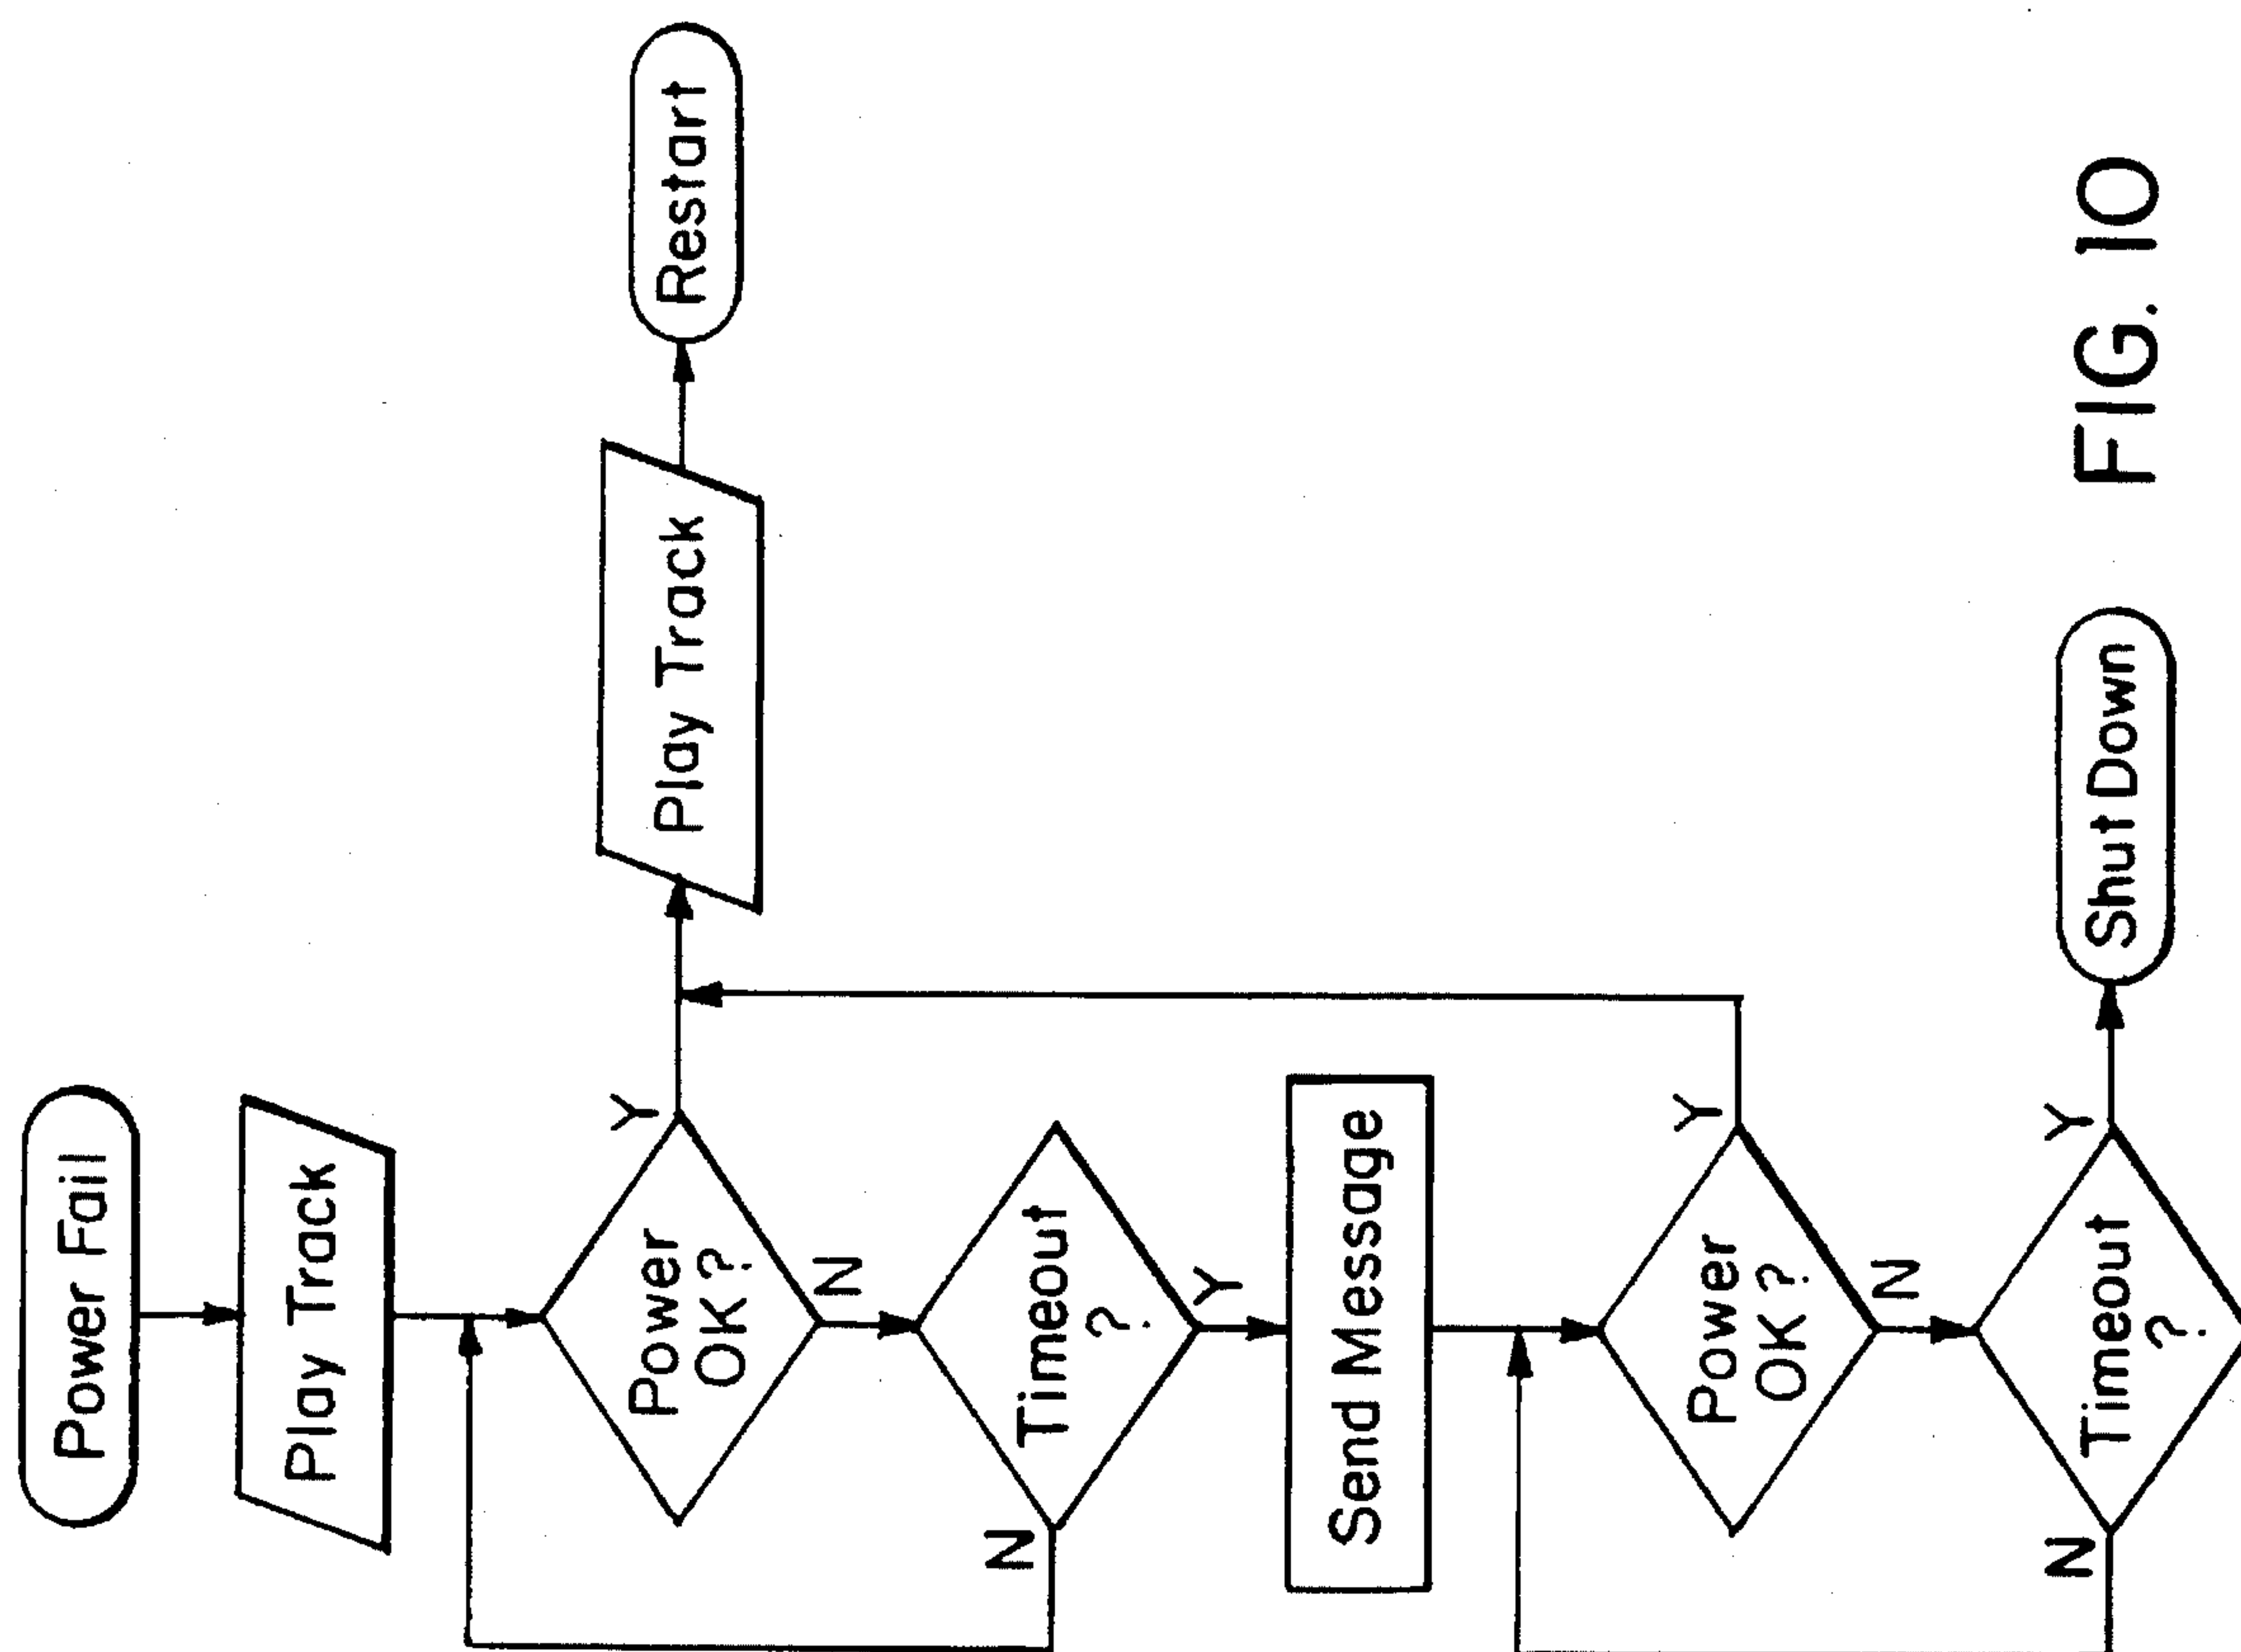 Power Fail
Play Track
Power
OK?
Y
N
Timeout
?
N
Y
Send Message
Power
OK?
Y
N
Timeout
?
N
Y
Shut Down
Play Track
Restart
FIG. 10